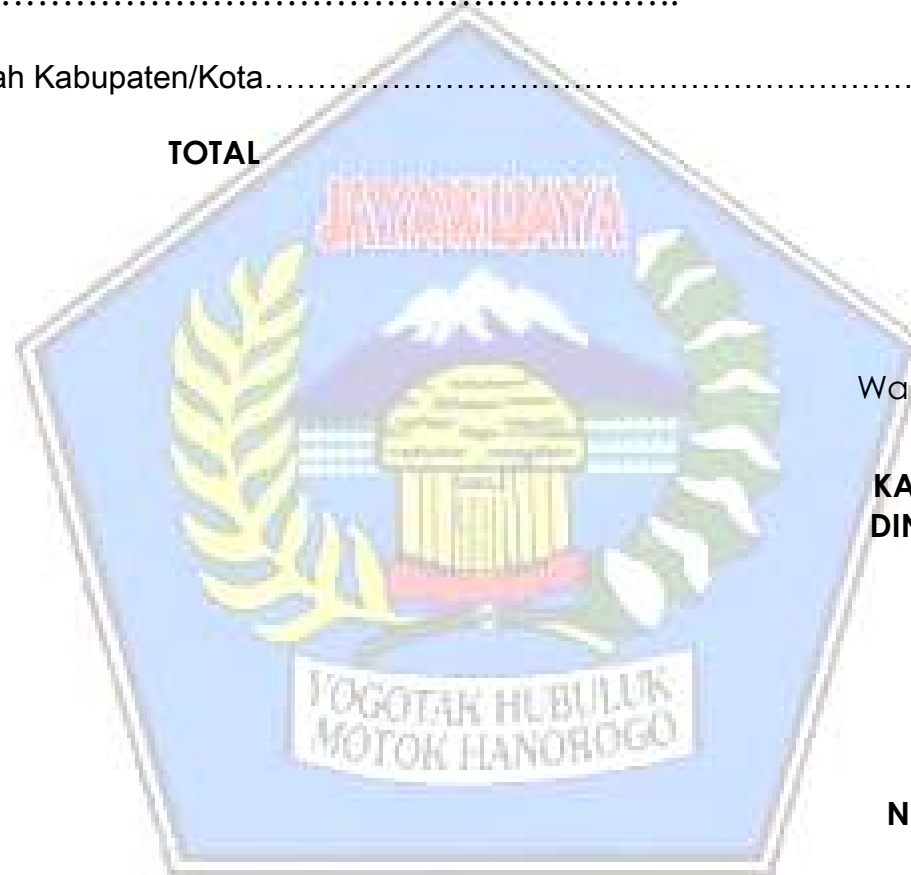 …………………………………………………………….
ah Kabupaten/Kota…………………………………………………………
TOTAL
JAYAWIJAYA
Wa
KA
DIN
YOGOTAK HUBULUK
MOTOK HANOROGO
N